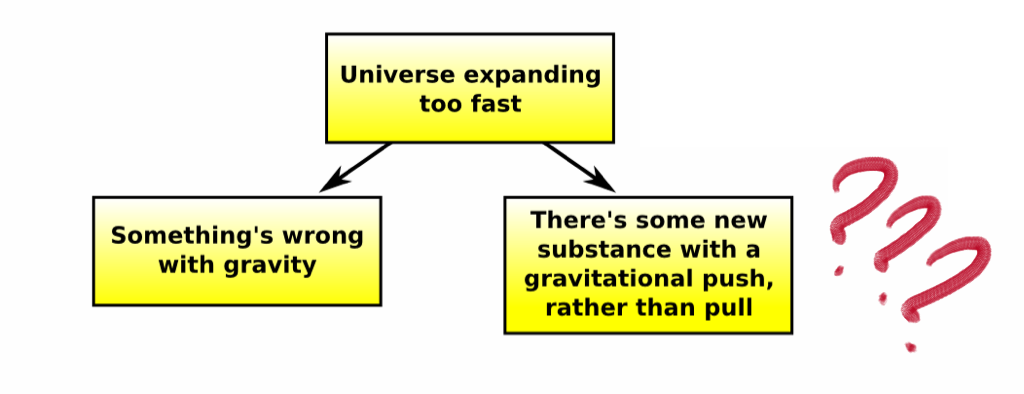 Universe expanding
too fast
Something's wrong
with gravity
There's some new
substance with a
gravitational push,
rather than pull
???